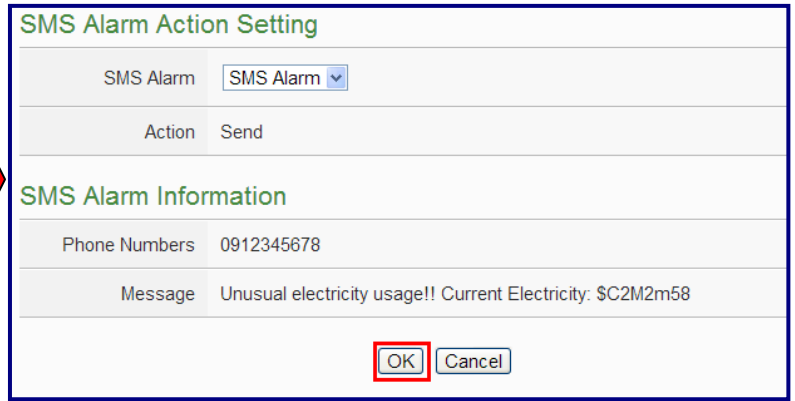 SMS Alarm Action Setting
SMS Alarm SMS Alarm
Action Send
SMS Alarm Information
Phone Numbers 0912345678
Message Unusual electricity usage!! Current Electricity: $C2M2m58
OK Cancel